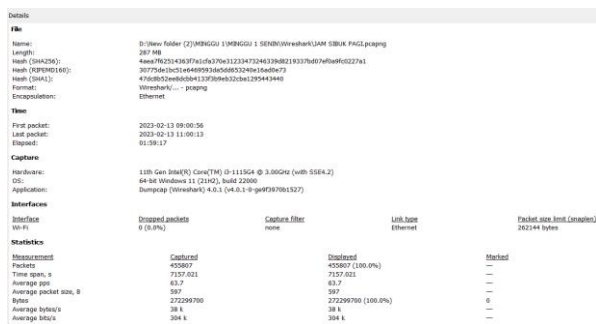 Details
File
Name: D:\New folder (2)\MINGGU 1\MINGGU 1 SENIN\Wireshark\JAM SIBUK PAGI.pcapng
Length: 287 MB
Hash (SHA256):
Hash (RIPEMD160):
Hash (SHA1):
Format: Wireshark/... - pcapng
Encapsulation: Ethernet
Time
First packet: 2023-02-13 09:00:56
Last packet: 2023-02-13 11:00:13
Elapsed: 01:59:17
Capture
Hardware: 11th Gen Intel(R) Core(TM) i3-1115G4 @ 3.00GHz (with SSE4.2)
OS: 64-bit Windows 11 (21H2), build 22000
Application: Dumpcap (Wireshark) 4.0.1 (v4.0.1-0-ge9f3970b1527)
Interfaces
Interface Dropped packets Capture filter Link type Packet size limit (snaplen)
Wi-Fi 0 (0.0%) none Ethernet 262144 bytes
Statistics
Measurement Captured Displayed Marked
Packets 455807 455807 (100.0%) —
Time span, s 7157.021 7157.021 —
Average pps 63.7 63.7 —
Average packet size, B 597 597 —
Bytes 272299700 272299700 (100.0%) 0
Average bytes/s 38 k 38 k —
Average bits/s 304 k 304 k —